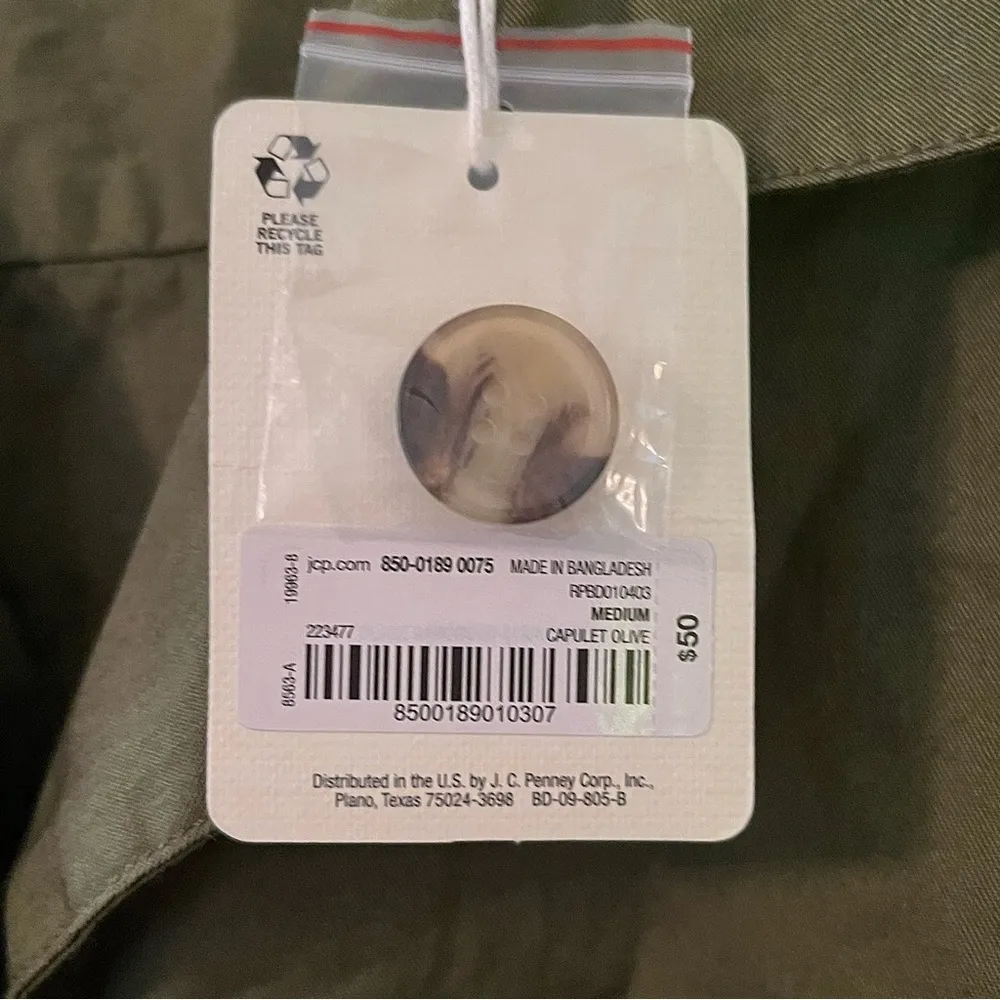 PLEASE
RECYCLE
THIS TAG
19963-8
jcp.com 850-0189 0075 MADE IN BANGLADESH
RPBD010403
MEDIUM
223477 CAPULET OLIVE
$50
8563-A
8500189010307
Distributed in the U.S. by J. C. Penney Corp., Inc.,
Plano, Texas 75024-3698 BD-09-805-B